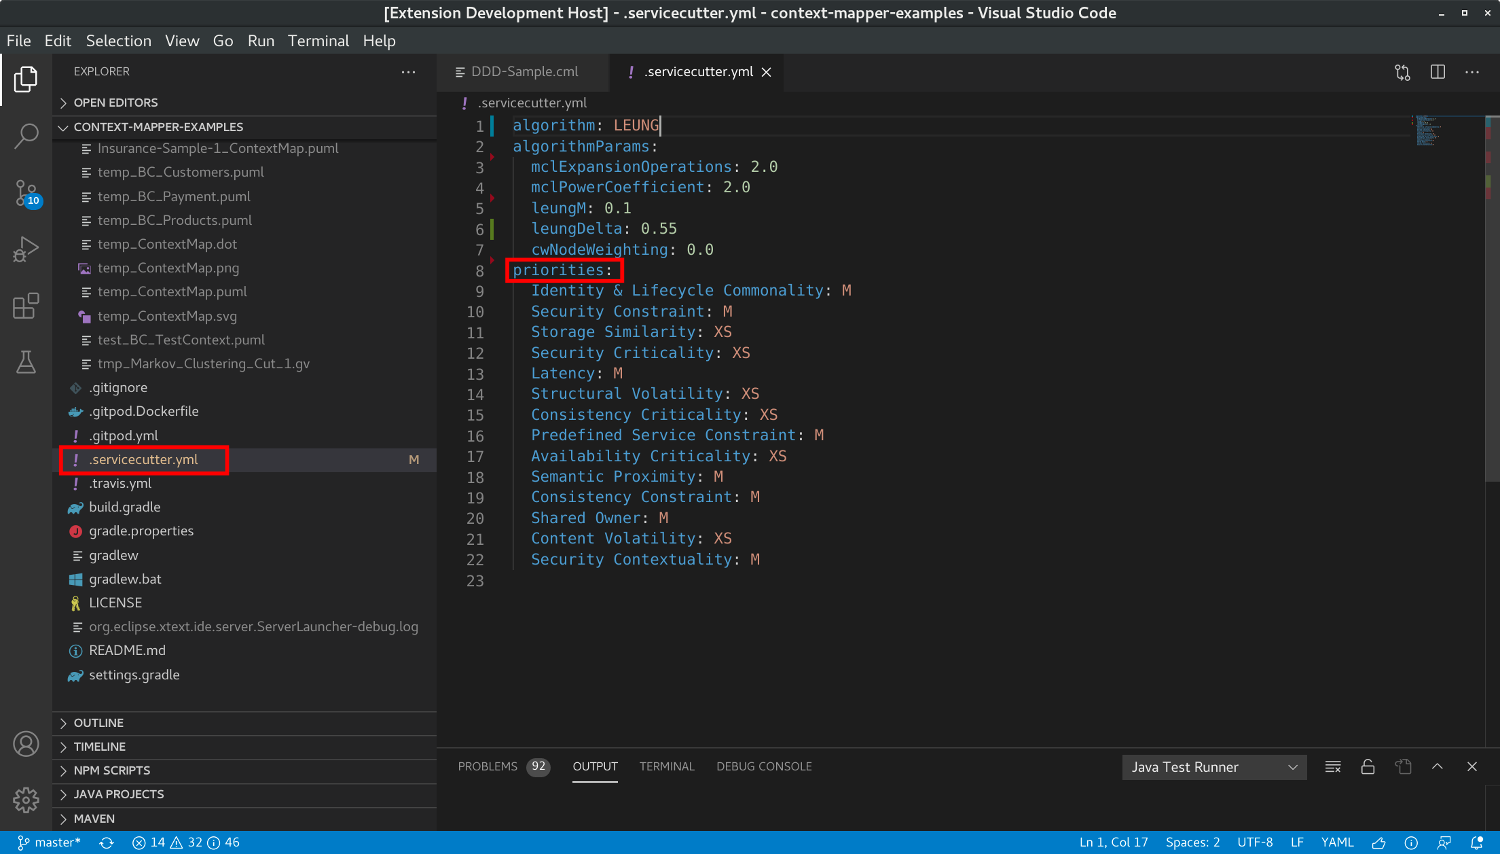 [Extension Development Host] - .servicecutter.yml - context-mapper-examples - Visual Studio Code
File Edit Selection View Go Run Terminal Help
EXPLORER
OPEN EDITORS
CONTEXT-MAPPER-EXAMPLES
Insurance-Sample-1_ContextMap.puml
temp_BC_Customers.puml
temp_BC_Payment.puml
temp_BC_Products.puml
temp_ContextMap.dot
temp_ContextMap.png
temp_ContextMap.puml
temp_ContextMap.svg
test_BC_TestContext.puml
tmp_Markov_Clustering_Cut_1.gv
.gitignore
.gitpod.Dockerfile
.gitpod.yml
.servicecutter.yml M
.travis.yml
build.gradle
gradle.properties
gradlew
gradlew.bat
LICENSE
org.eclipse.xtext.ide.server.ServerLauncher-debug.log
README.md
settings.gradle
OUTLINE
TIMELINE
NPM SCRIPTS
JAVA PROJECTS
MAVEN
10
DDD-Sample.cml ! .servicecutter.yml
! .servicecutter.yml
1 algorithm: LEUNG
2 algorithmParams:
3 mclExpansionOperations: 2.0
4 mclPowerCoefficient: 2.0
5 leungM: 0.1
6 leungDelta: 0.55
7 cwNodeWeighting: 0.0
8 priorities:
9 Identity & Lifecycle Commonality: M
10 Security Constraint: M
11 Storage Similarity: XS
12 Security Criticality: XS
13 Latency: M
14 Structural Volatility: XS
15 Consistency Criticality: XS
16 Predefined Service Constraint: M
17 Availability Criticality: XS
18 Semantic Proximity: M
19 Consistency Constraint: M
20 Shared Owner: M
21 Content Volatility: XS
22 Security Contextuality: M
23
PROBLEMS 92 OUTPUT TERMINAL DEBUG CONSOLE Java Test Runner
master* 14 32 46 Ln 1, Col 17 Spaces: 2 UTF-8 LF YAML